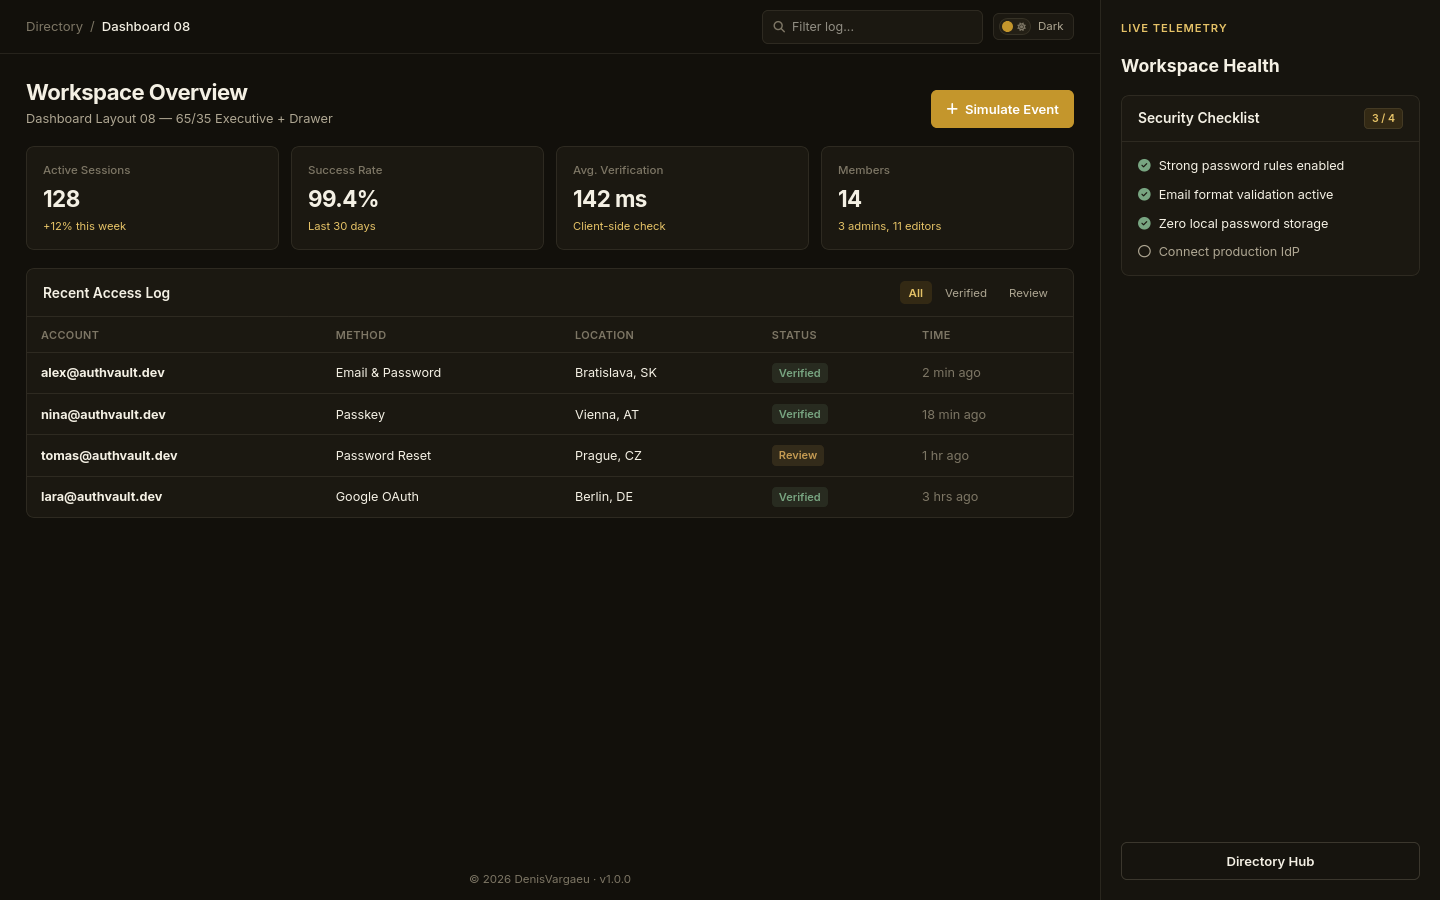 Directory / Dashboard 08
Filter log...
Dark
Workspace Overview
Dashboard Layout 08 — 65/35 Executive + Drawer
Simulate Event
Active Sessions
128
+12% this week
Success Rate
99.4%
Last 30 days
Avg. Verification
142 ms
Client-side check
Members
14
3 admins, 11 editors
Recent Access Log
All Verified Review
ACCOUNT METHOD LOCATION STATUS TIME
alex@authvault.dev Email & Password Bratislava, SK Verified 2 min ago
nina@authvault.dev Passkey Vienna, AT Verified 18 min ago
tomas@authvault.dev Password Reset Prague, CZ Review 1 hr ago
lara@authvault.dev Google OAuth Berlin, DE Verified 3 hrs ago
© 2026 DenisVargaeu · v1.0.0
LIVE TELEMETRY
Workspace Health
Security Checklist 3 / 4
Strong password rules enabled
Email format validation active
Zero local password storage
Connect production IdP
Directory Hub